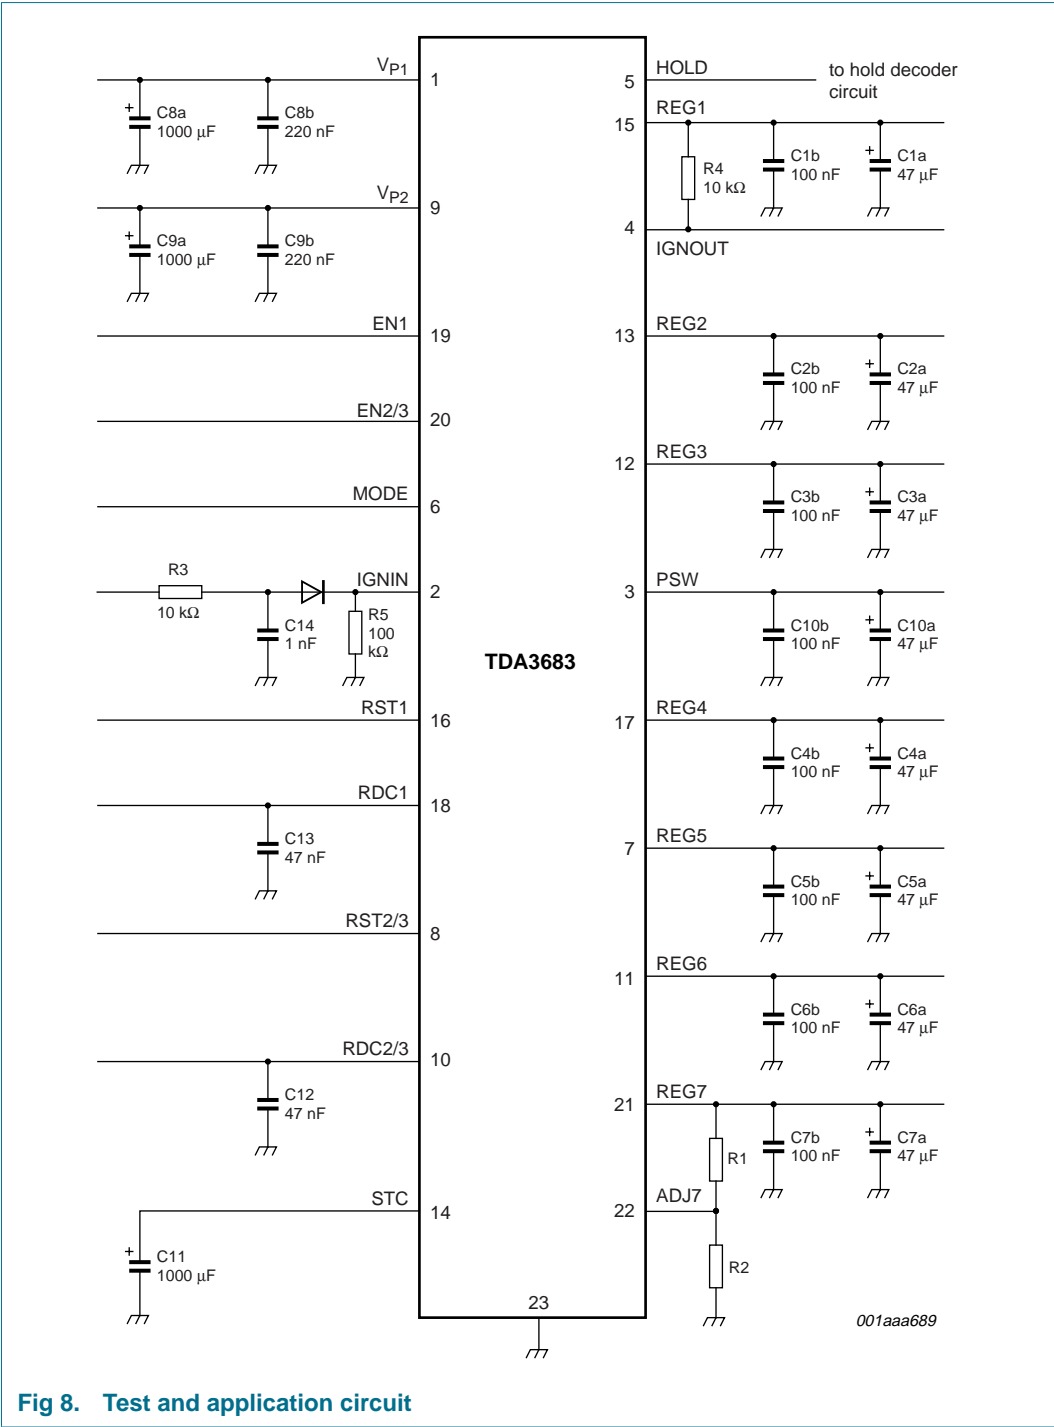 VP1
1
+
C8a
1000 µF
C8b
220 nF
VP2
9
+
C9a
1000 µF
C9b
220 nF
EN1
19
EN2/3
20
MODE
6
R3
10 kΩ
C14
1 nF
IGNIN
2
R5
100
kΩ
RST1
16
RDC1
18
C13
47 nF
RST2/3
8
RDC2/3
10
C12
47 nF
STC
14
+
C11
1000 µF
TDA3683
23
5
HOLD
to hold decoder
circuit
15
REG1
R4
10 kΩ
C1b
100 nF
+
C1a
47 µF
4
IGNOUT
13
REG2
C2b
100 nF
+
C2a
47 µF
12
REG3
C3b
100 nF
+
C3a
47 µF
3
PSW
C10b
100 nF
+
C10a
47 µF
17
REG4
C4b
100 nF
+
C4a
47 µF
7
REG5
C5b
100 nF
+
C5a
47 µF
11
REG6
C6b
100 nF
+
C6a
47 µF
21
REG7
R1
C7b
100 nF
+
C7a
47 µF
22
ADJ7
R2
001aaa689
Fig 8. Test and application circuit